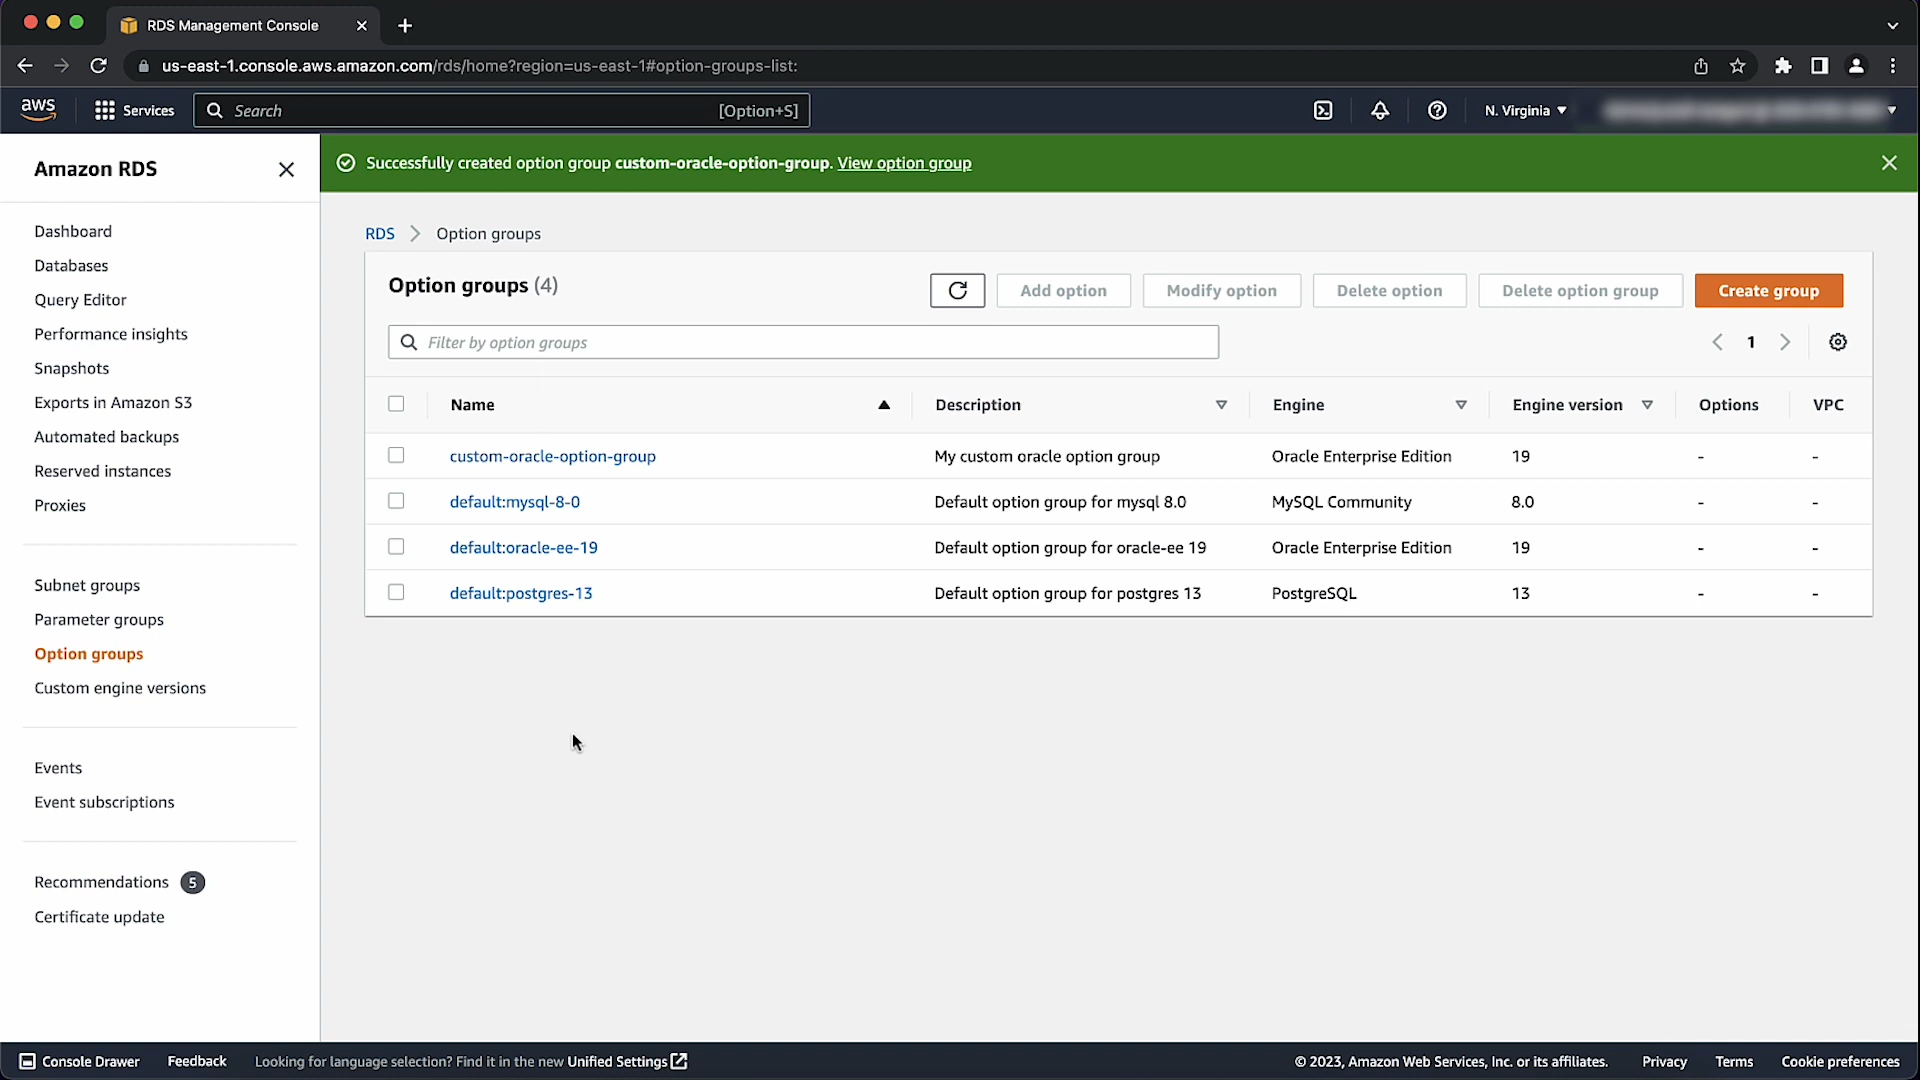 RDS Management Console
us-east-1.console.aws.amazon.com/rds/home?region=us-east-1#option-groups-list:
aws Services Search [Option+S] N. Virginia
Amazon RDS
Successfully created option group custom-oracle-option-group. View option group
Dashboard
Databases
Query Editor
Performance insights
Snapshots
Exports in Amazon S3
Automated backups
Reserved instances
Proxies
Subnet groups
Parameter groups
Option groups
Custom engine versions
Events
Event subscriptions
Recommendations 5
Certificate update
RDS Option groups
Option groups (4) Add option Modify option Delete option Delete option group Create group
Filter by option groups 1
Name Description Engine Engine version Options VPC
custom-oracle-option-group My custom oracle option group Oracle Enterprise Edition 19 - -
default:mysql-8-0 Default option group for mysql 8.0 MySQL Community 8.0 - -
default:oracle-ee-19 Default option group for oracle-ee 19 Oracle Enterprise Edition 19 - -
default:postgres-13 Default option group for postgres 13 PostgreSQL 13 - -
Console Drawer Feedback Looking for language selection? Find it in the new Unified Settings © 2023, Amazon Web Services, Inc. or its affiliates. Privacy Terms Cookie preferences